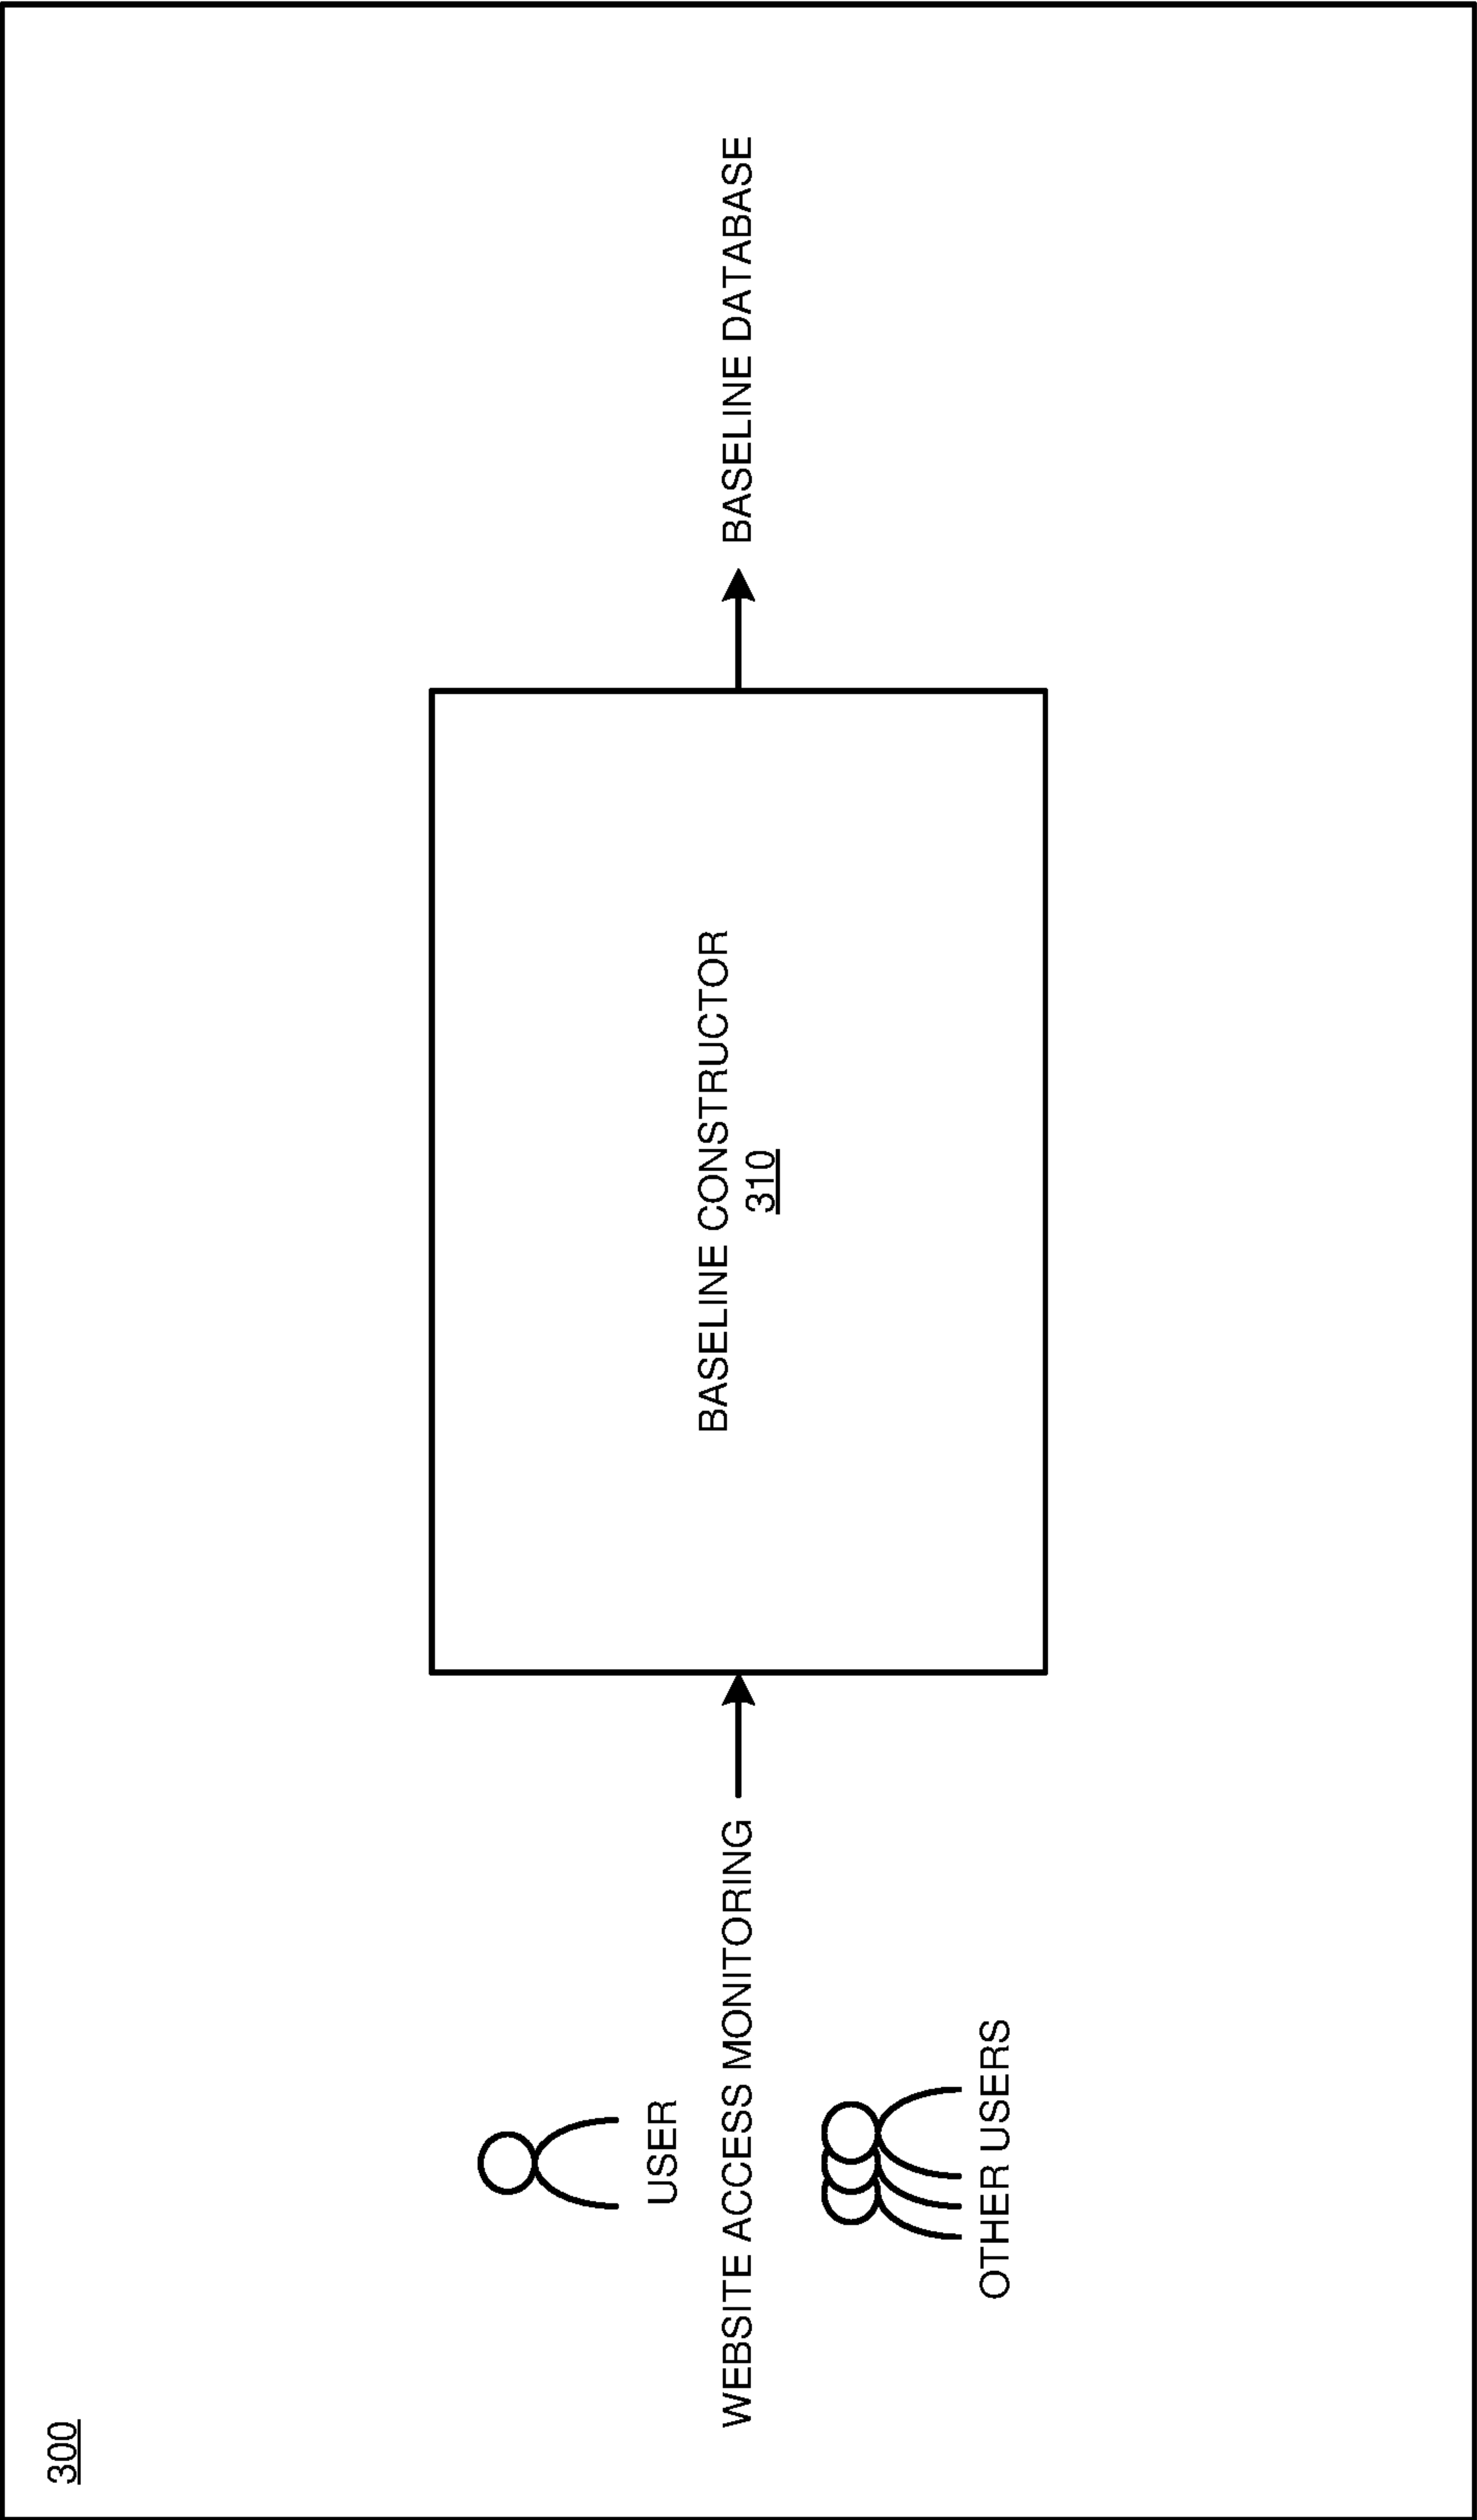 300
USER
WEBSITE ACCESS MONITORING
OTHER USERS
BASELINE CONSTRUCTOR
310
BASELINE DATABASE